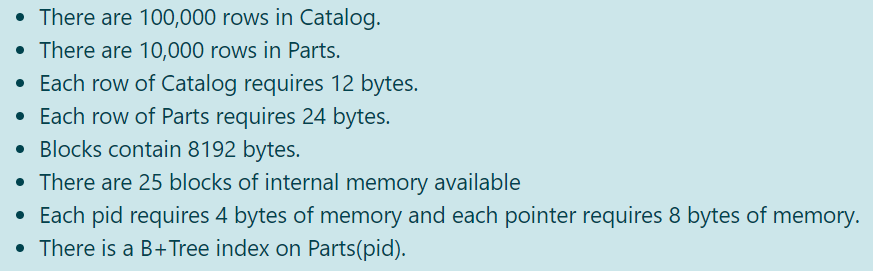 • There are 100,000 rows in Catalog.
• There are 10,000 rows in Parts.
• Each row of Catalog requires 12 bytes.
• Each row of Parts requires 24 bytes.
• Blocks contain 8192 bytes.
• There are 25 blocks of internal memory available
• Each pid requires 4 bytes of memory and each pointer requires 8 bytes of memory.
• There is a B+Tree index on Parts(pid).